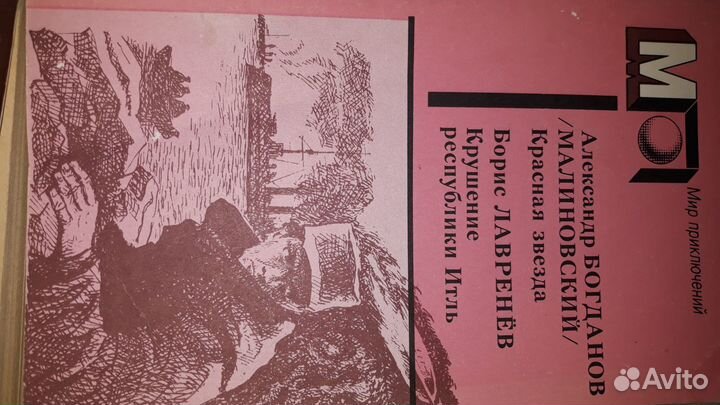 МП
Мир приключений
Александр БОГДАНОВ
/МАЛИНОВСКИЙ/
Красная звезда
Борис ЛАВРЕНЁВ
Крушение
республики Итль
Avito